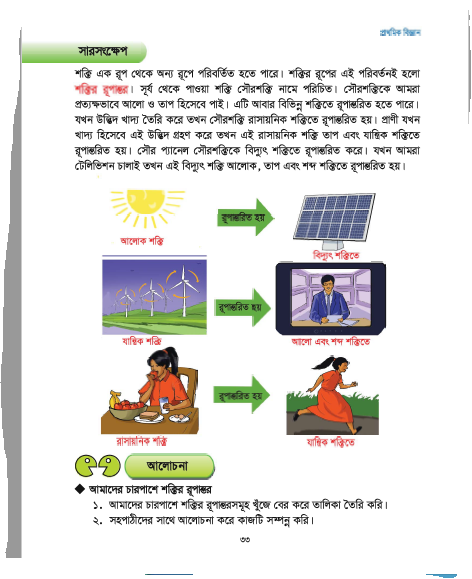 প্রাথমিক বিজ্ঞান
সারসংক্ষেপ
শক্তি এক রূপ থেকে অন্য রূপে পরিবর্তিত হতে পারে। শক্তির রূপের এই পরিবর্তনই হলো
শক্তির রূপান্তর। সূর্য থেকে পাওয়া শক্তি সৌরশক্তি নামে পরিচিত। সৌরশক্তিকে আমরা
প্রত্যক্ষভাবে আলো ও তাপ হিসেবে পাই। এটি আবার বিভিন্ন শক্তিতে রূপান্তরিত হতে পারে।
যখন উদ্ভিদ খাদ্য তৈরি করে তখন সৌরশক্তি রাসায়নিক শক্তিতে রূপান্তরিত হয়। প্রাণী যখন
খাদ্য হিসেবে এই উদ্ভিদ গ্রহণ করে তখন এই রাসায়নিক শক্তি তাপ এবং যান্ত্রিক শক্তিতে
রূপান্তরিত হয়। সৌর প্যানেল সৌরশক্তিকে বিদ্যুৎ শক্তিতে রূপান্তরিত করে। যখন আমরা
টেলিভিশন চালাই তখন এই বিদ্যুৎ শক্তি আলোক, তাপ এবং শব্দ শক্তিতে রূপান্তরিত হয়।
রূপান্তরিত হয়
আলোক শক্তি
বিদ্যুৎ শক্তিতে
রূপান্তরিত হয়
যান্ত্রিক শক্তি
আলো এবং শব্দ শক্তিতে
রূপান্তরিত হয়
রাসায়নিক শক্তি
যান্ত্রিক শক্তিতে
আলোচনা
◆ আমাদের চারপাশে শক্তির রূপান্তর
১. আমাদের চারপাশে শক্তির রূপান্তরসমূহ খুঁজে বের করে তালিকা তৈরি করি।
২. সহপাঠীদের সাথে আলোচনা করে কাজটি সম্পন্ন করি।
৩৩